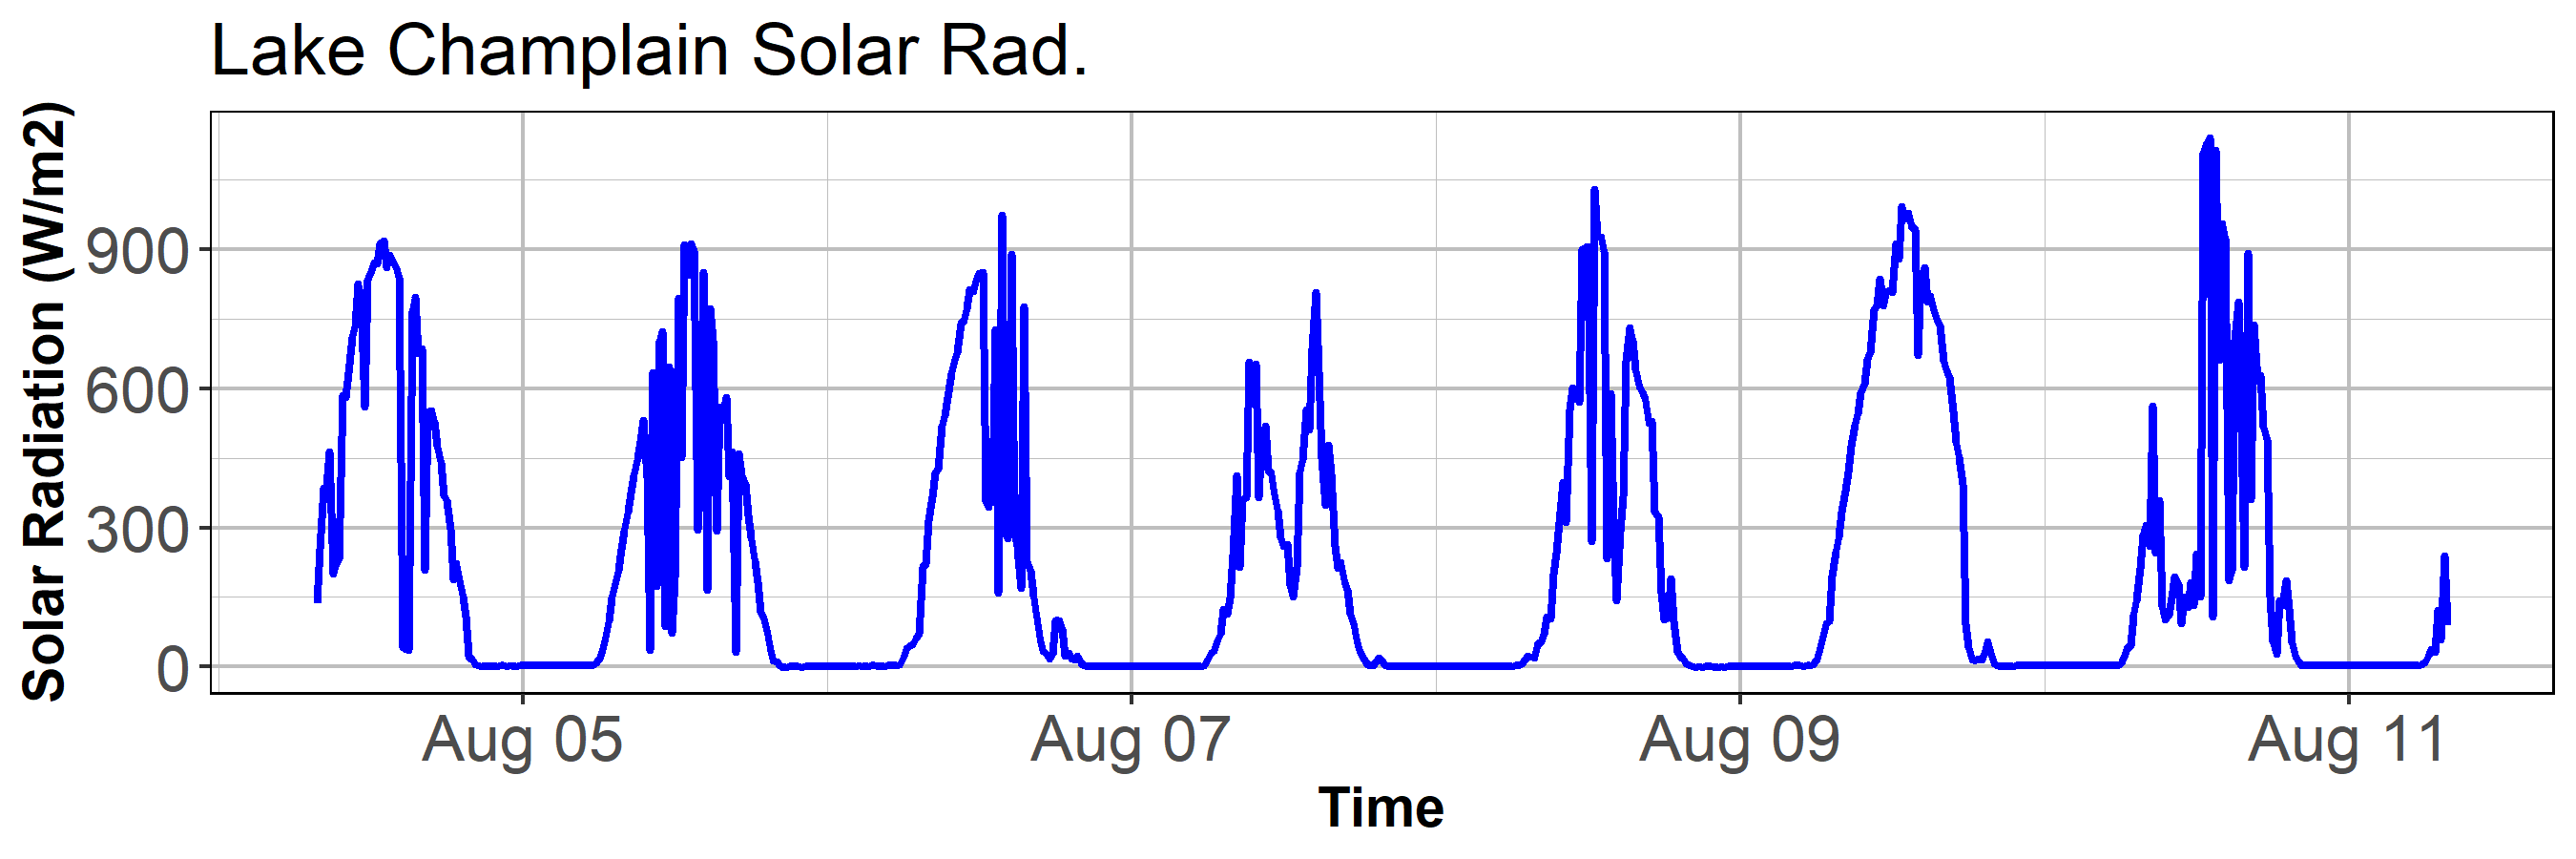 Lake Champlain Solar Rad.
Solar Radiation (W/m2)
900
600
300
0
Aug 05 Aug 07 Aug 09 Aug 11
Time